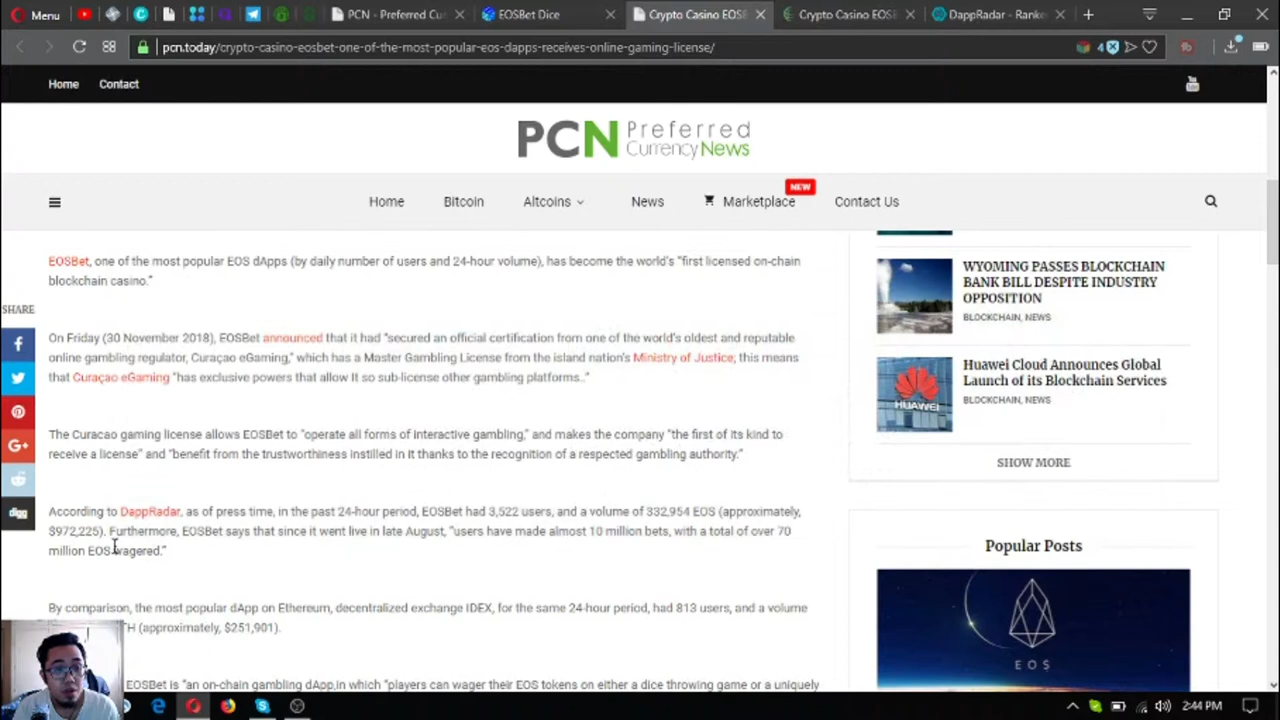 Menu
PCN - Preferred Cur
EOSBet Dice
Crypto Casino EOS
Crypto Casino EOS
DappRadar - Ranke
pcn.today/crypto-casino-eosbet-one-of-the-most-popular-eos-dapps-receives-online-gaming-license/
4
Home
Contact
You
PCN Preferred
CurrencyNews
NEW
Home
Bitcoin
Altcoins
News
Marketplace
Contact Us
EOSBet, one of the most popular EOS dApps (by daily number of users and 24-hour volume), has become the world's “first licensed on-chain
blockchain casino.”
SHARE
On Friday (30 November 2018), EOSBet announced that it had “secured an official certification from one of the world's oldest and reputable
online gambling regulator, Curaçao eGaming,” which has a Master Gambling License from the island nation's Ministry of Justice; this means
that Curaçao eGaming “has exclusive powers that allow it so sub-license other gambling platforms..”
The Curacao gaming license allows EOSBet to “operate all forms of interactive gambling,” and makes the company “the first of its kind to
receive a license” and “benefit from the trustworthiness instilled in it thanks to the recognition of a respected gambling authority.”
digg
According to DappRadar, as of press time, in the past 24-hour period, EOSBet had 3,522 users, and a volume of 332,954 EOS (approximately,
$972,225). Furthermore, EOSBet says that since it went live in late August, “users have made almost 10 million bets, with a total of over 70
million EOS wagered.”
By comparison, the most popular dApp on Ethereum, decentralized exchange IDEX, for the same 24-hour period, had 813 users, and a volume
TH (approximately, $251,901).
EOSBet is “an on-chain gambling dApp,in which “players can wager their EOS tokens on either a dice throwing game or a uniquely
WYOMING PASSES BLOCKCHAIN
BANK BILL DESPITE INDUSTRY
OPPOSITION
BLOCKCHAIN, NEWS
HUAWEI
Huawei Cloud Announces Global
Launch of its Blockchain Services
BLOCKCHAIN, NEWS
SHOW MORE
Popular Posts
EOS
2:44 PM